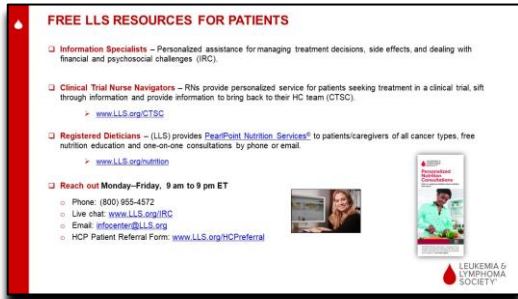 FREE LLS RESOURCES FOR PATIENTS
❑ Information Specialists – Personalized assistance for managing treatment decisions, side effects, and dealing with
financial and psychosocial challenges (IRC).
❑ Clinical Trial Nurse Navigators – RNs provide personalized service for patients seeking treatment in a clinical trial, sift
through information and provide information to bring back to their HC team (CTSC).
➢ www.LLS.org/CTSC
❑ Registered Dieticians – (LLS) provides PearlPoint Nutrition Services® to patients/caregivers of all cancer types, free
nutrition education and one-on-one consultations by phone or email.
➢ www.LLS.org/nutrition
❑ Reach out Monday–Friday, 9 am to 9 pm ET
○ Phone: (800) 955-4572
○ Live chat: www.LLS.org/IRC
○ Email: infocenter@LLS.org
○ HCP Patient Referral Form: www.LLS.org/HCPreferral
Personalized
Nutrition
Consultations
LEUKEMIA &
LYMPHOMA
SOCIETY®